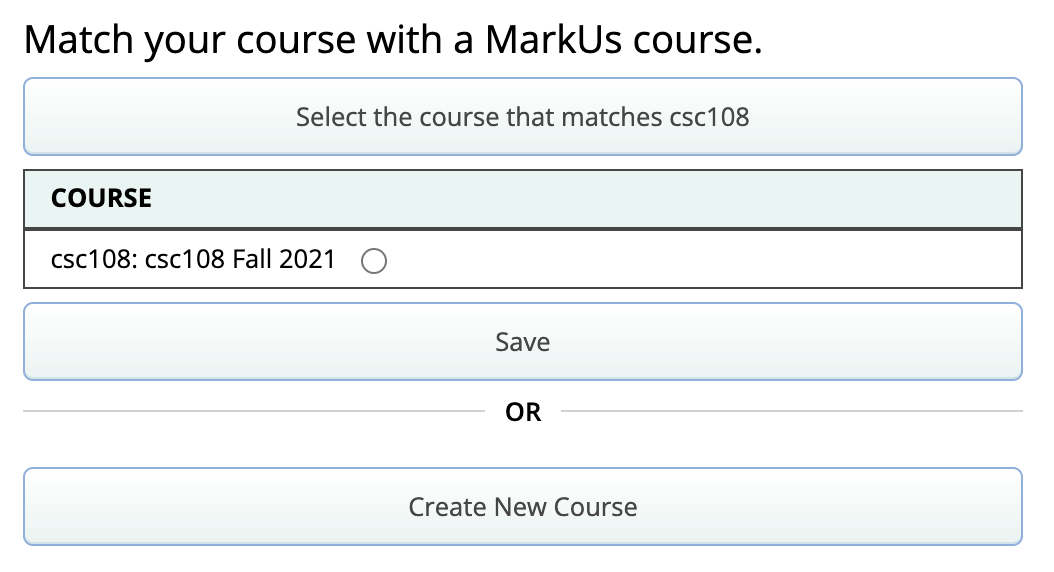 Match your course with a MarkUs course.
Select the course that matches csc108
COURSE
csc108: csc108 Fall 2021
Save
OR
Create New Course